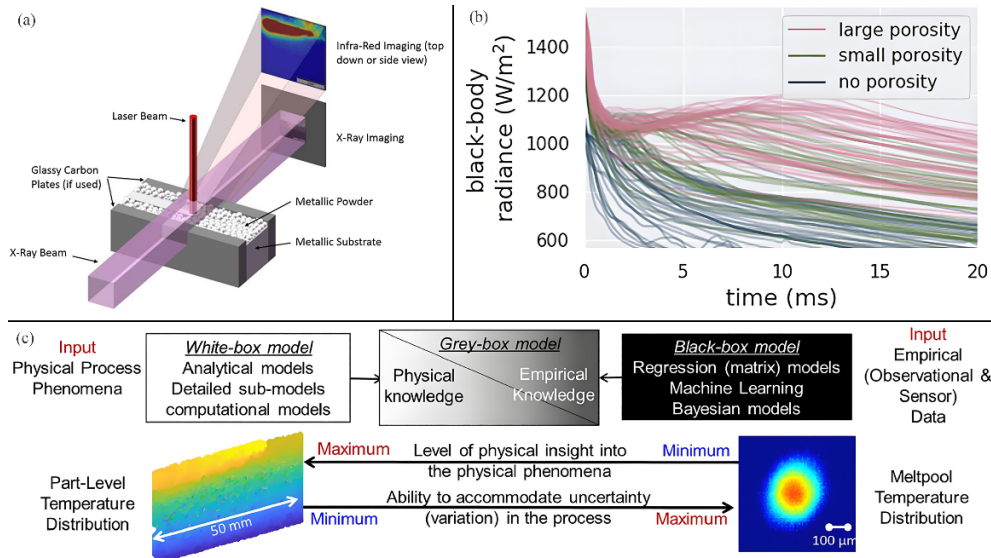 (a)
Infra-Red Imaging (top
down or side view)
Laser Beam
X-Ray Imaging
Glassy Carbon
Plates (if used)
Metallic Powder
Metallic Substrate
X-Ray Beam
(b)
black-body
radiance (W/m²)
1400
1200
1000
800
600
large porosity
small porosity
no porosity
0
5
10
15
20
time (ms)
(c)
Input
Physical Process
Phenomena
White-box model
Analytical models
Detailed sub-models
computational models
Grey-box model
Physical
knowledge
Empirical
Knowledge
Black-box model
Regression (matrix) models
Machine Learning
Bayesian models
Input
Empirical
(Observational &
Sensor)
Data
Part-Level
Temperature
Distribution
50 mm
Maximum
Level of physical insight into
the physical phenomena
Minimum
Minimum
Ability to accommodate uncertainty
(variation) in the process
Maximum
100 μm
Meltpool
Temperature
Distribution